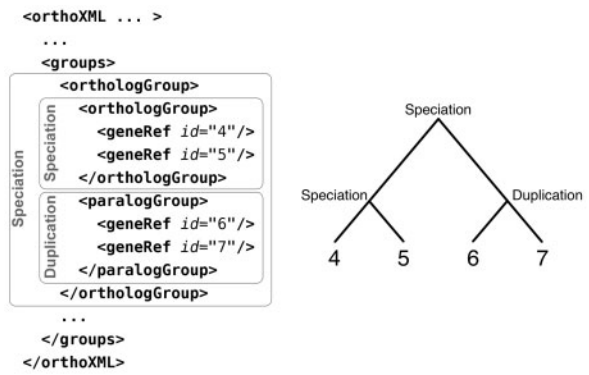 <orthoXML ... >
...
<groups>
<orthologGroup>
<orthologGroup>
<geneRef id="4"/>
<geneRef id="5"/>
</orthologGroup>
<paralogGroup>
<geneRef id="6"/>
<geneRef id="7"/>
</paralogGroup>
</orthologGroup>
...
</groups>
</orthoXML>
Speciation
Speciation
Duplication
Speciation
Speciation
Duplication
4 5 6 7